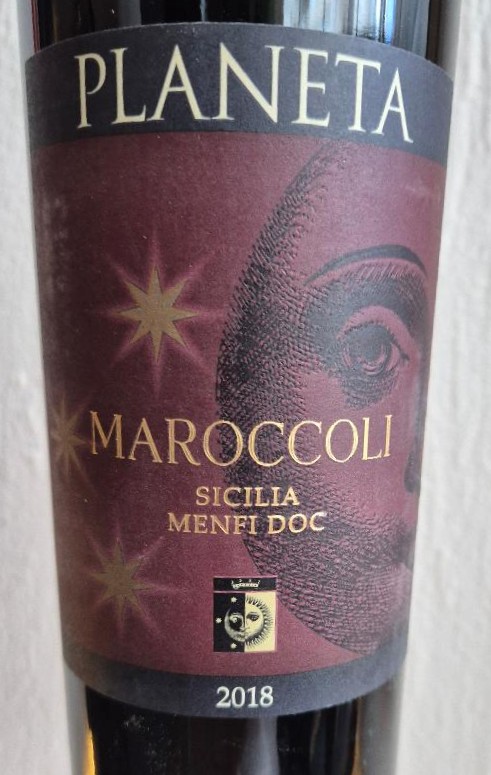 PLANETA
MAROCCOLI
SICILIA
MENFI DOC
2018